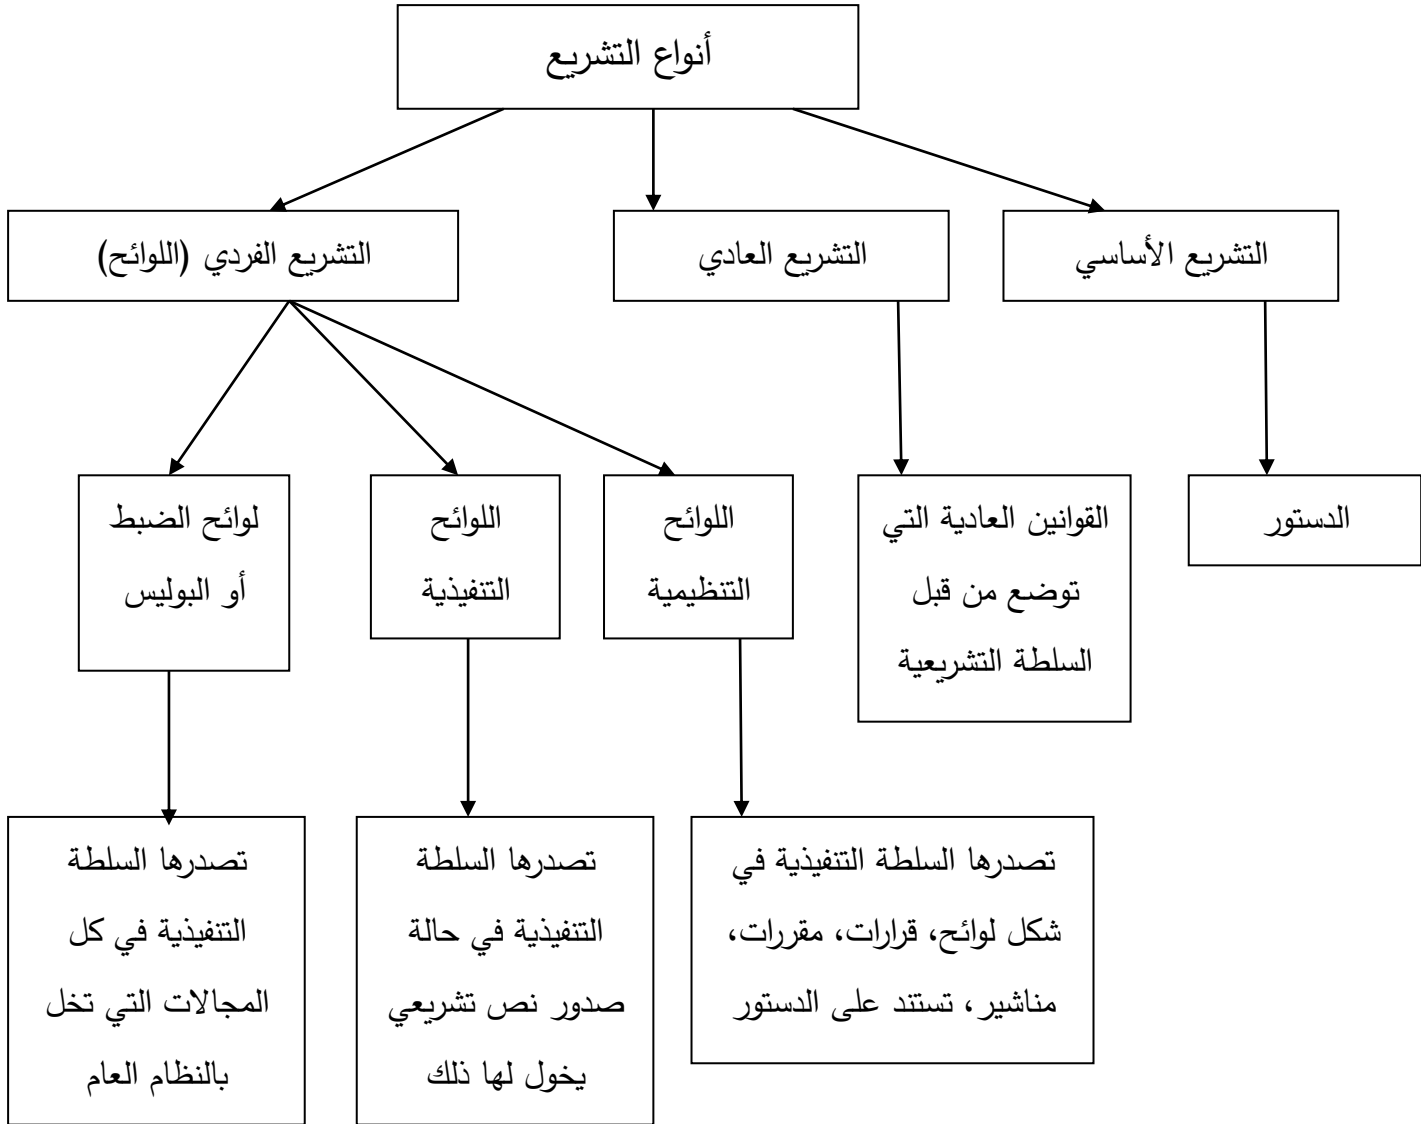 أنواع التشريع
التشريع الأساسي
التشريع العادي
التشريع الفردي (اللوائح)
الدستور
القوانين العادية التي
توضع من قبل
السلطة التشريعية
اللوائح
التنظيمية
اللوائح
التنفيذية
لوائح الضبط
أو البوليس
تصدرها السلطة التنفيذية في
شكل لوائح، قرارات، مقررات،
مناشير، تستند على الدستور
تصدرها السلطة
التنفيذية في حالة
صدور نص تشريعي
يخول لها ذلك
تصدرها السلطة
التنفيذية في كل
المجالات التي تخل
بالنظام العام